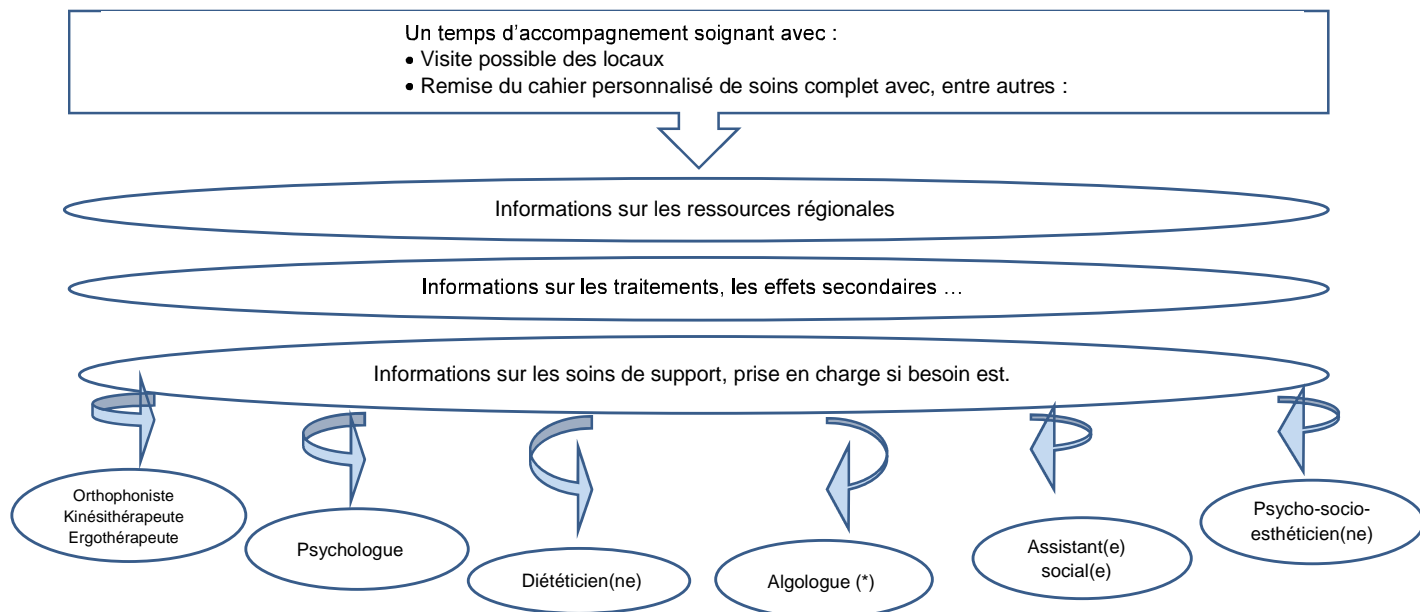 Un temps d'accompagnement soignant avec :
• Visite possible des locaux
• Remise du cahier personnalisé de soins complet avec, entre autres :
Informations sur les ressources régionales
Informations sur les traitements, les effets secondaires …
Informations sur les soins de support, prise en charge si besoin est.
Orthophoniste
Kinésithérapeute
Ergothérapeute
Psychologue
Diététicien(ne)
Algologue (*)
Assistant(e)
social(e)
Psycho-socio-
esthéticien(ne)